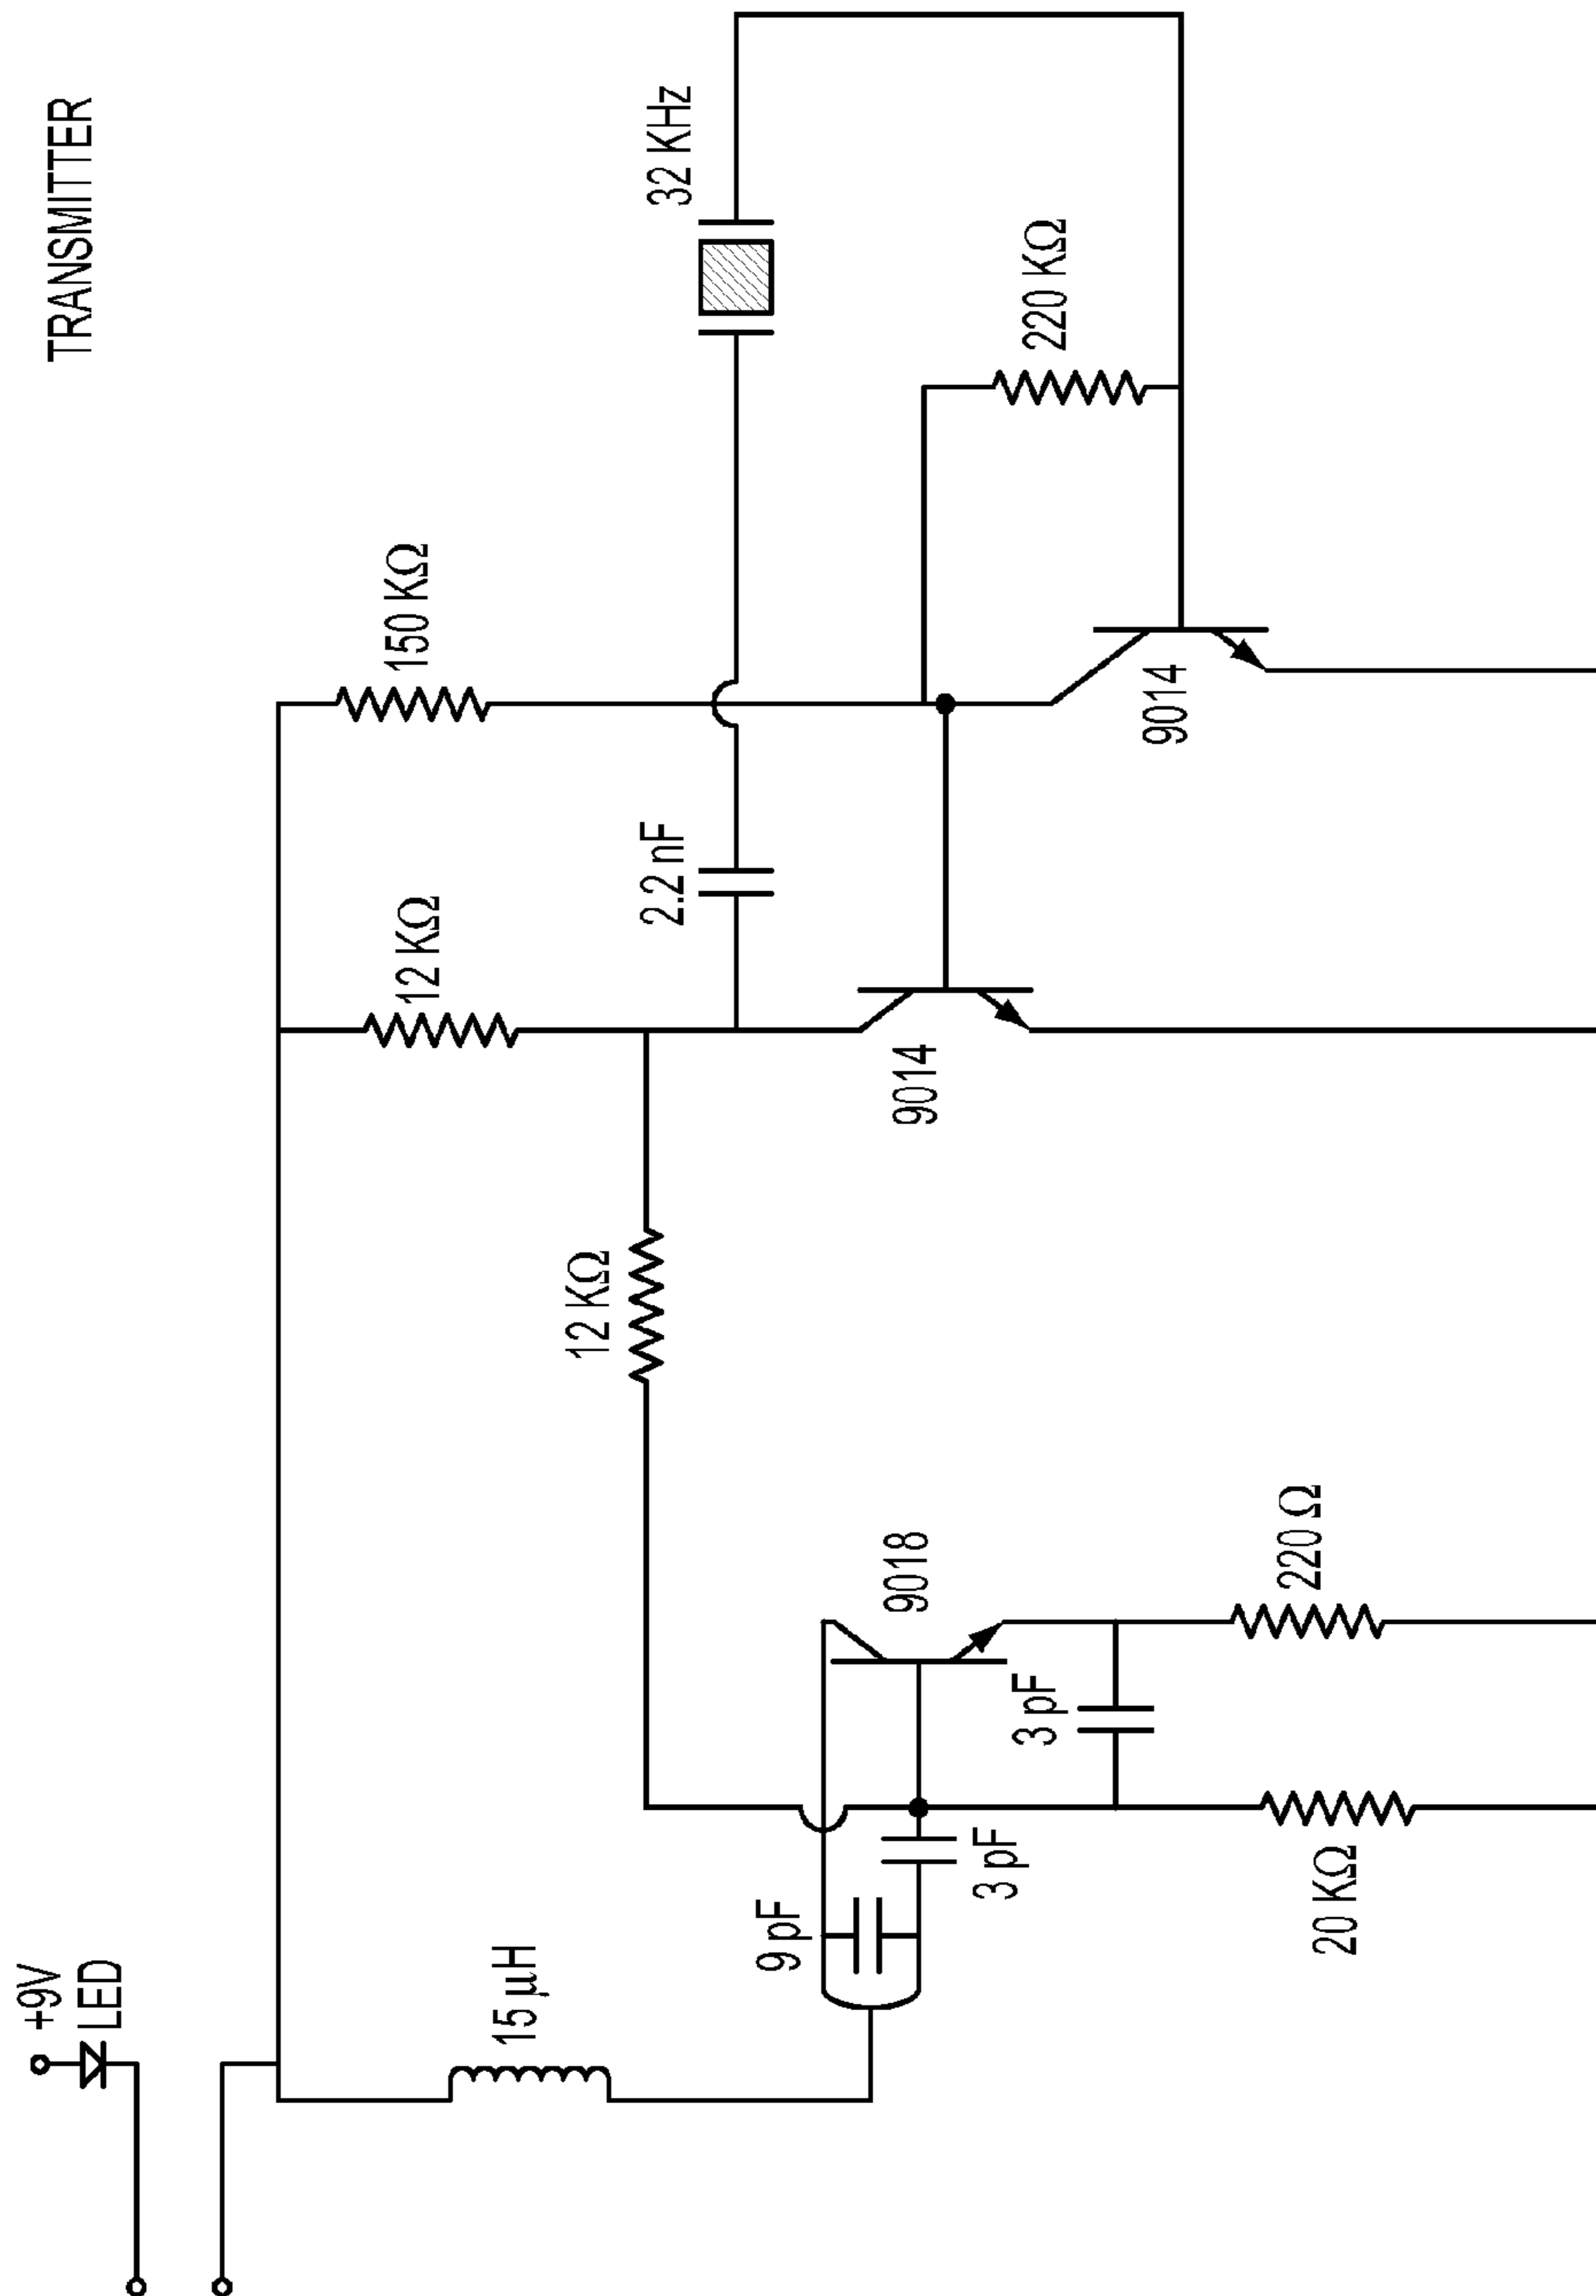 TRANSMITTER
+9V
LED
15 µH
9 pF
3 pF
3 pF
20 KΩ
220 Ω
9018
12 KΩ
12 KΩ
9014
2.2 nF
150 KΩ
9014
220 KΩ
32 KHz